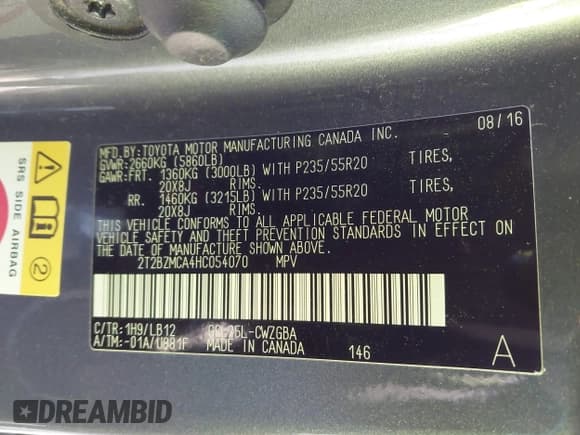 MFD.BY:TOYOTA MOTOR MANUFACTURING CANADA INC. 08/16
GVWR:2660KG (5860LB)
GAWR:FRT. 1360KG (3000LB) WITH P235/55R20 TIRES,
20X8J RIMS.
RR. 1460KG (3215LB) WITH P235/55R20 TIRES,
20X8J RIMS.
THIS VEHICLE CONFORMS TO ALL APPLICABLE FEDERAL MOTOR
VEHICLE SAFETY AND THEFT PREVENTION STANDARDS IN EFFECT ON
THE DATE OF MANUFACTURE SHOWN ABOVE.
2T2BZMCA4HC054070 MPV
C/TR:1H9/LB12 GGL25L-CWZGBA
A/TM:-01A/U881F MADE IN CANADA 146 A
SRS SIDE AIRBAG
2
DREAMBID